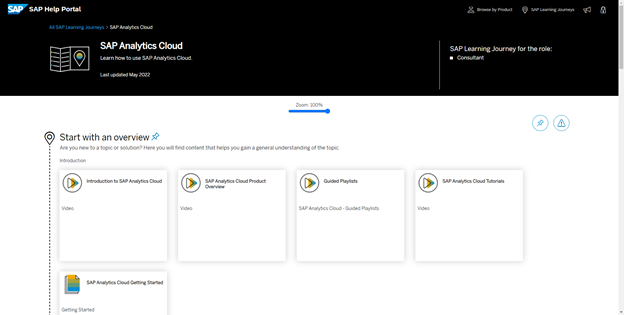 SAP SAP Help Portal
Browse by Product
SAP Learning Journeys
All SAP Learning Journeys > SAP Analytics Cloud
SAP Analytics Cloud
Learn how to use SAP Analytics Cloud.
Last updated May 2022
SAP Learning Journey for the role:
Consultant
Zoom: 100%
Start with an overview
Are you new to a topic or solution? Here you will find content that helps you gain a general understanding of the topic.
Introduction
Introduction to SAP Analytics Cloud
Video
SAP Analytics Cloud Product
Overview
Video
Guided Playlists
SAP Analytics Cloud - Guided Playlists
SAP Analytics Cloud Tutorials
Video
SAP Analytics Cloud Getting Started
Getting Started